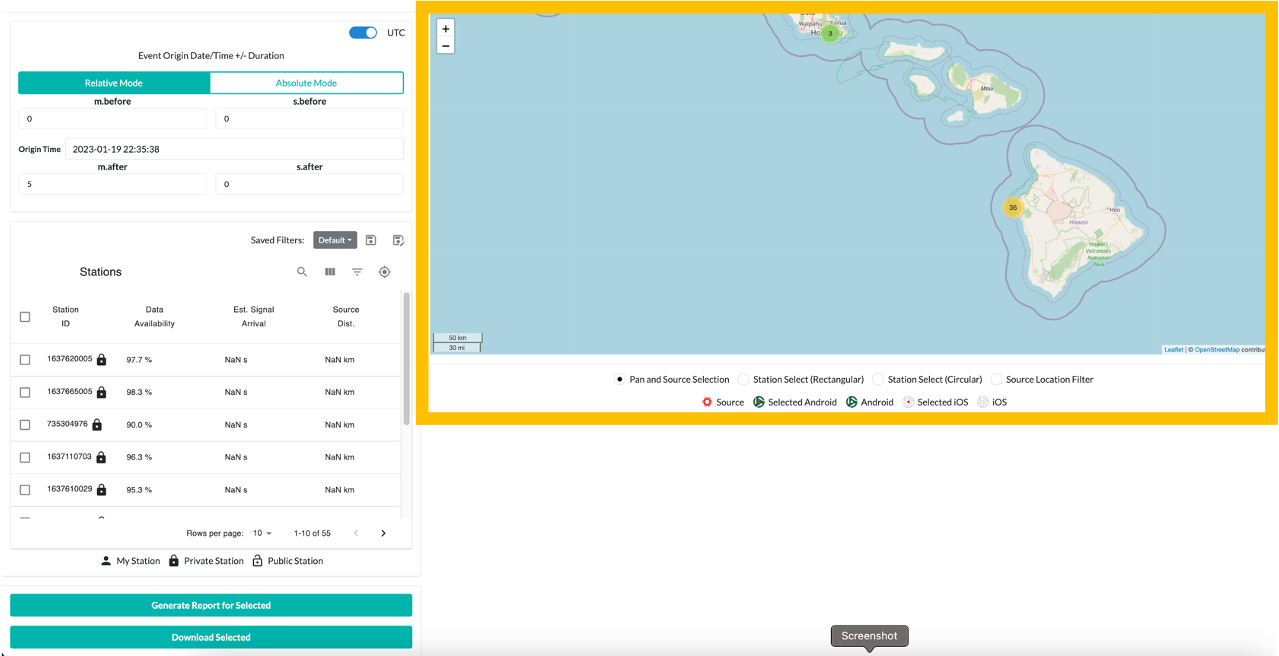 UTC
Event Origin Date/Time +/- Duration
Relative Mode Absolute Mode
m.before s.before
0 0
Origin Time 2023-01-19 22:35:38
m.after s.after
5 0
Saved Filters: Default
Stations
Station ID Data Availability Est. Signal Arrival Source Dist.
1637620005 97.7 % NaN s NaN km
1637665005 98.3 % NaN s NaN km
735304976 90.0 % NaN s NaN km
1637110703 96.3 % NaN s NaN km
1637610029 95.3 % NaN s NaN km
Rows per page: 10 1-10 of 55
My Station Private Station Public Station
Generate Report for Selected
Download Selected
+
−
Waipahu
Ho
3
Maui
36
Hilo
Hawaii
Hawai'i
Volcanoes
National
Park
50 km
30 mi
Leaflet | © OpenStreetMap contribu
Pan and Source Selection Station Select (Rectangular) Station Select (Circular) Source Location Filter
Source Selected Android Android Selected iOS iOS
Screenshot